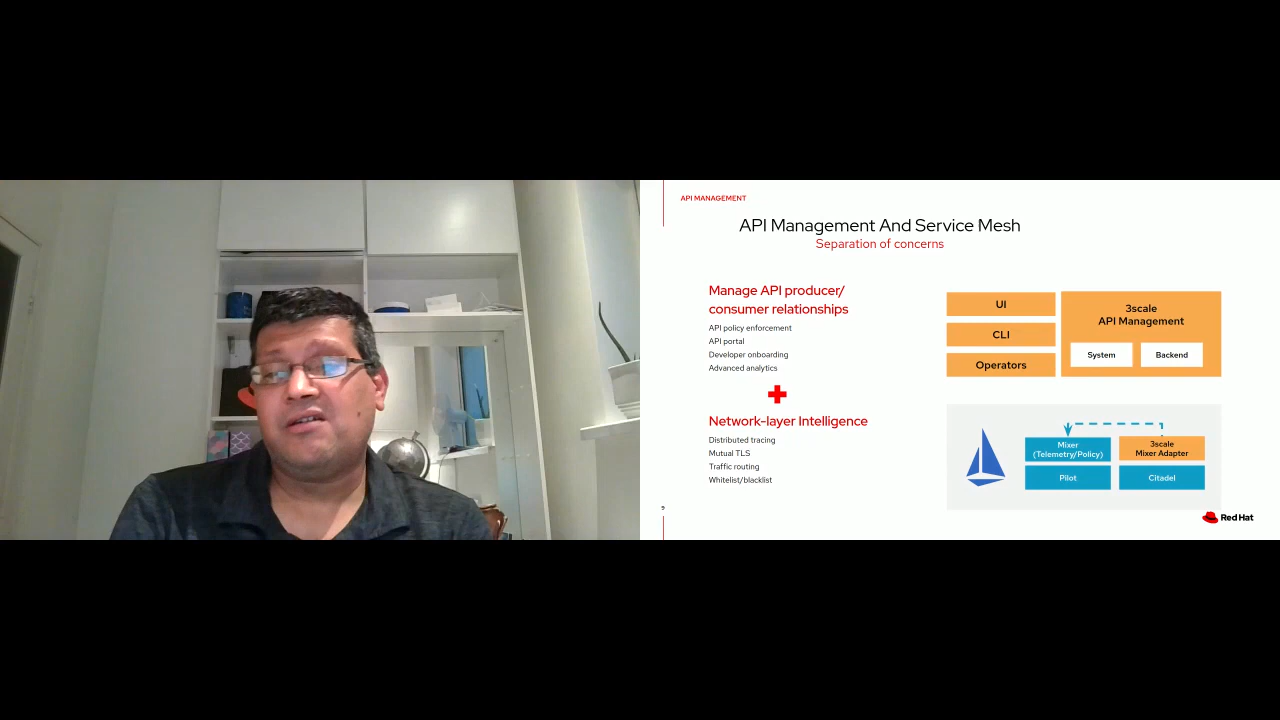 API MANAGEMENT
API Management And Service Mesh
Separation of concerns
Manage API producer/
consumer relationships
API policy enforcement
API portal
Developer onboarding
Advanced analytics
Network-layer Intelligence
Distributed tracing
Mutual TLS
Traffic routing
Whitelist/blacklist
UI
CLI
Operators
3scale
API Management
System
Backend
Mixer
(Telemetry/Policy)
3scale
Mixer Adapter
Pilot
Citadel
9
Red Hat